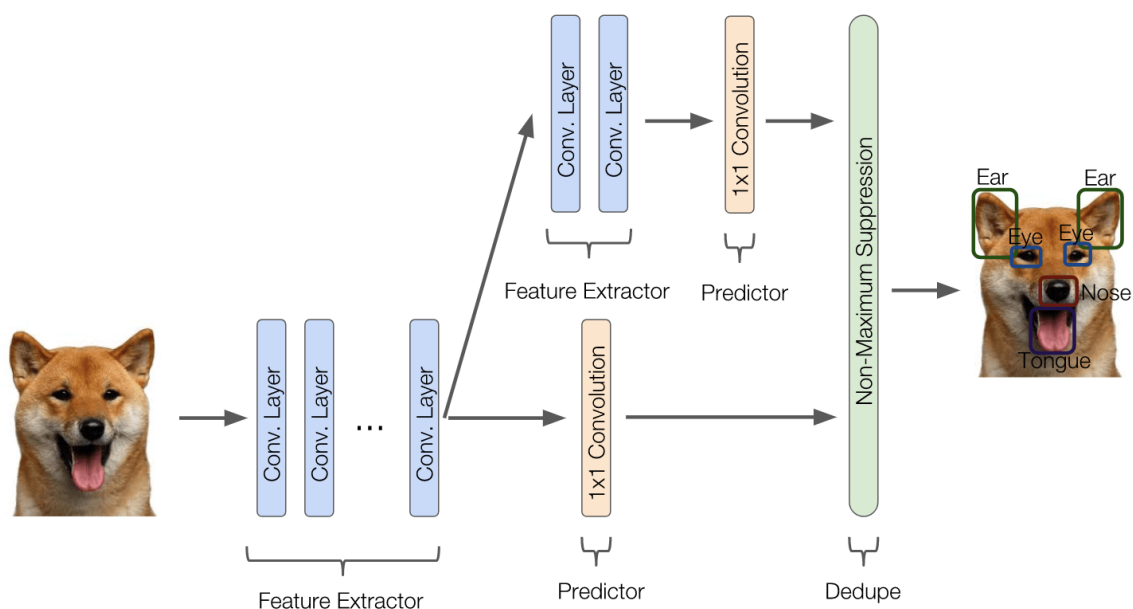 Conv. Layer
Conv. Layer
1x1 Convolution
Feature Extractor
Predictor
Non-Maximum Suppression
Ear
Ear
Eye
Eye
Nose
Tongue
Conv. Layer
Conv. Layer
...
Conv. Layer
1x1 Convolution
Feature Extractor
Predictor
Dedupe